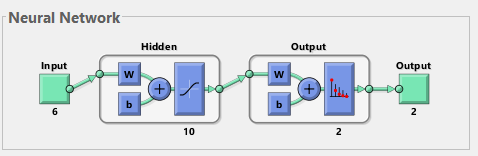 Neural Network
Hidden Output
Input W b + W b + Output
6 10 2 2